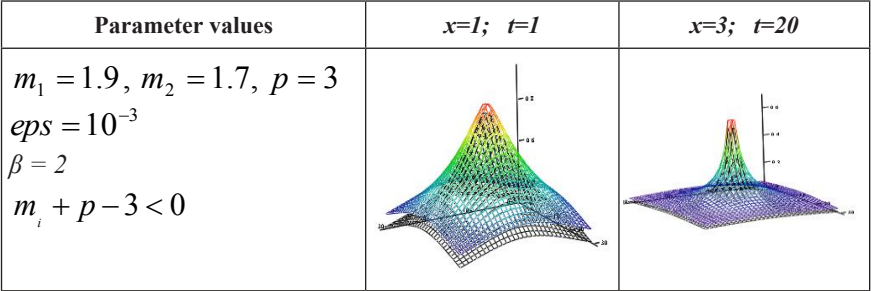 Parameter values
x=1; t=1
x=3; t=20
m₁ = 1.9, m₂ = 1.7, p = 3
eps = 10⁻³
β = 2
mᵢ + p − 3 < 0